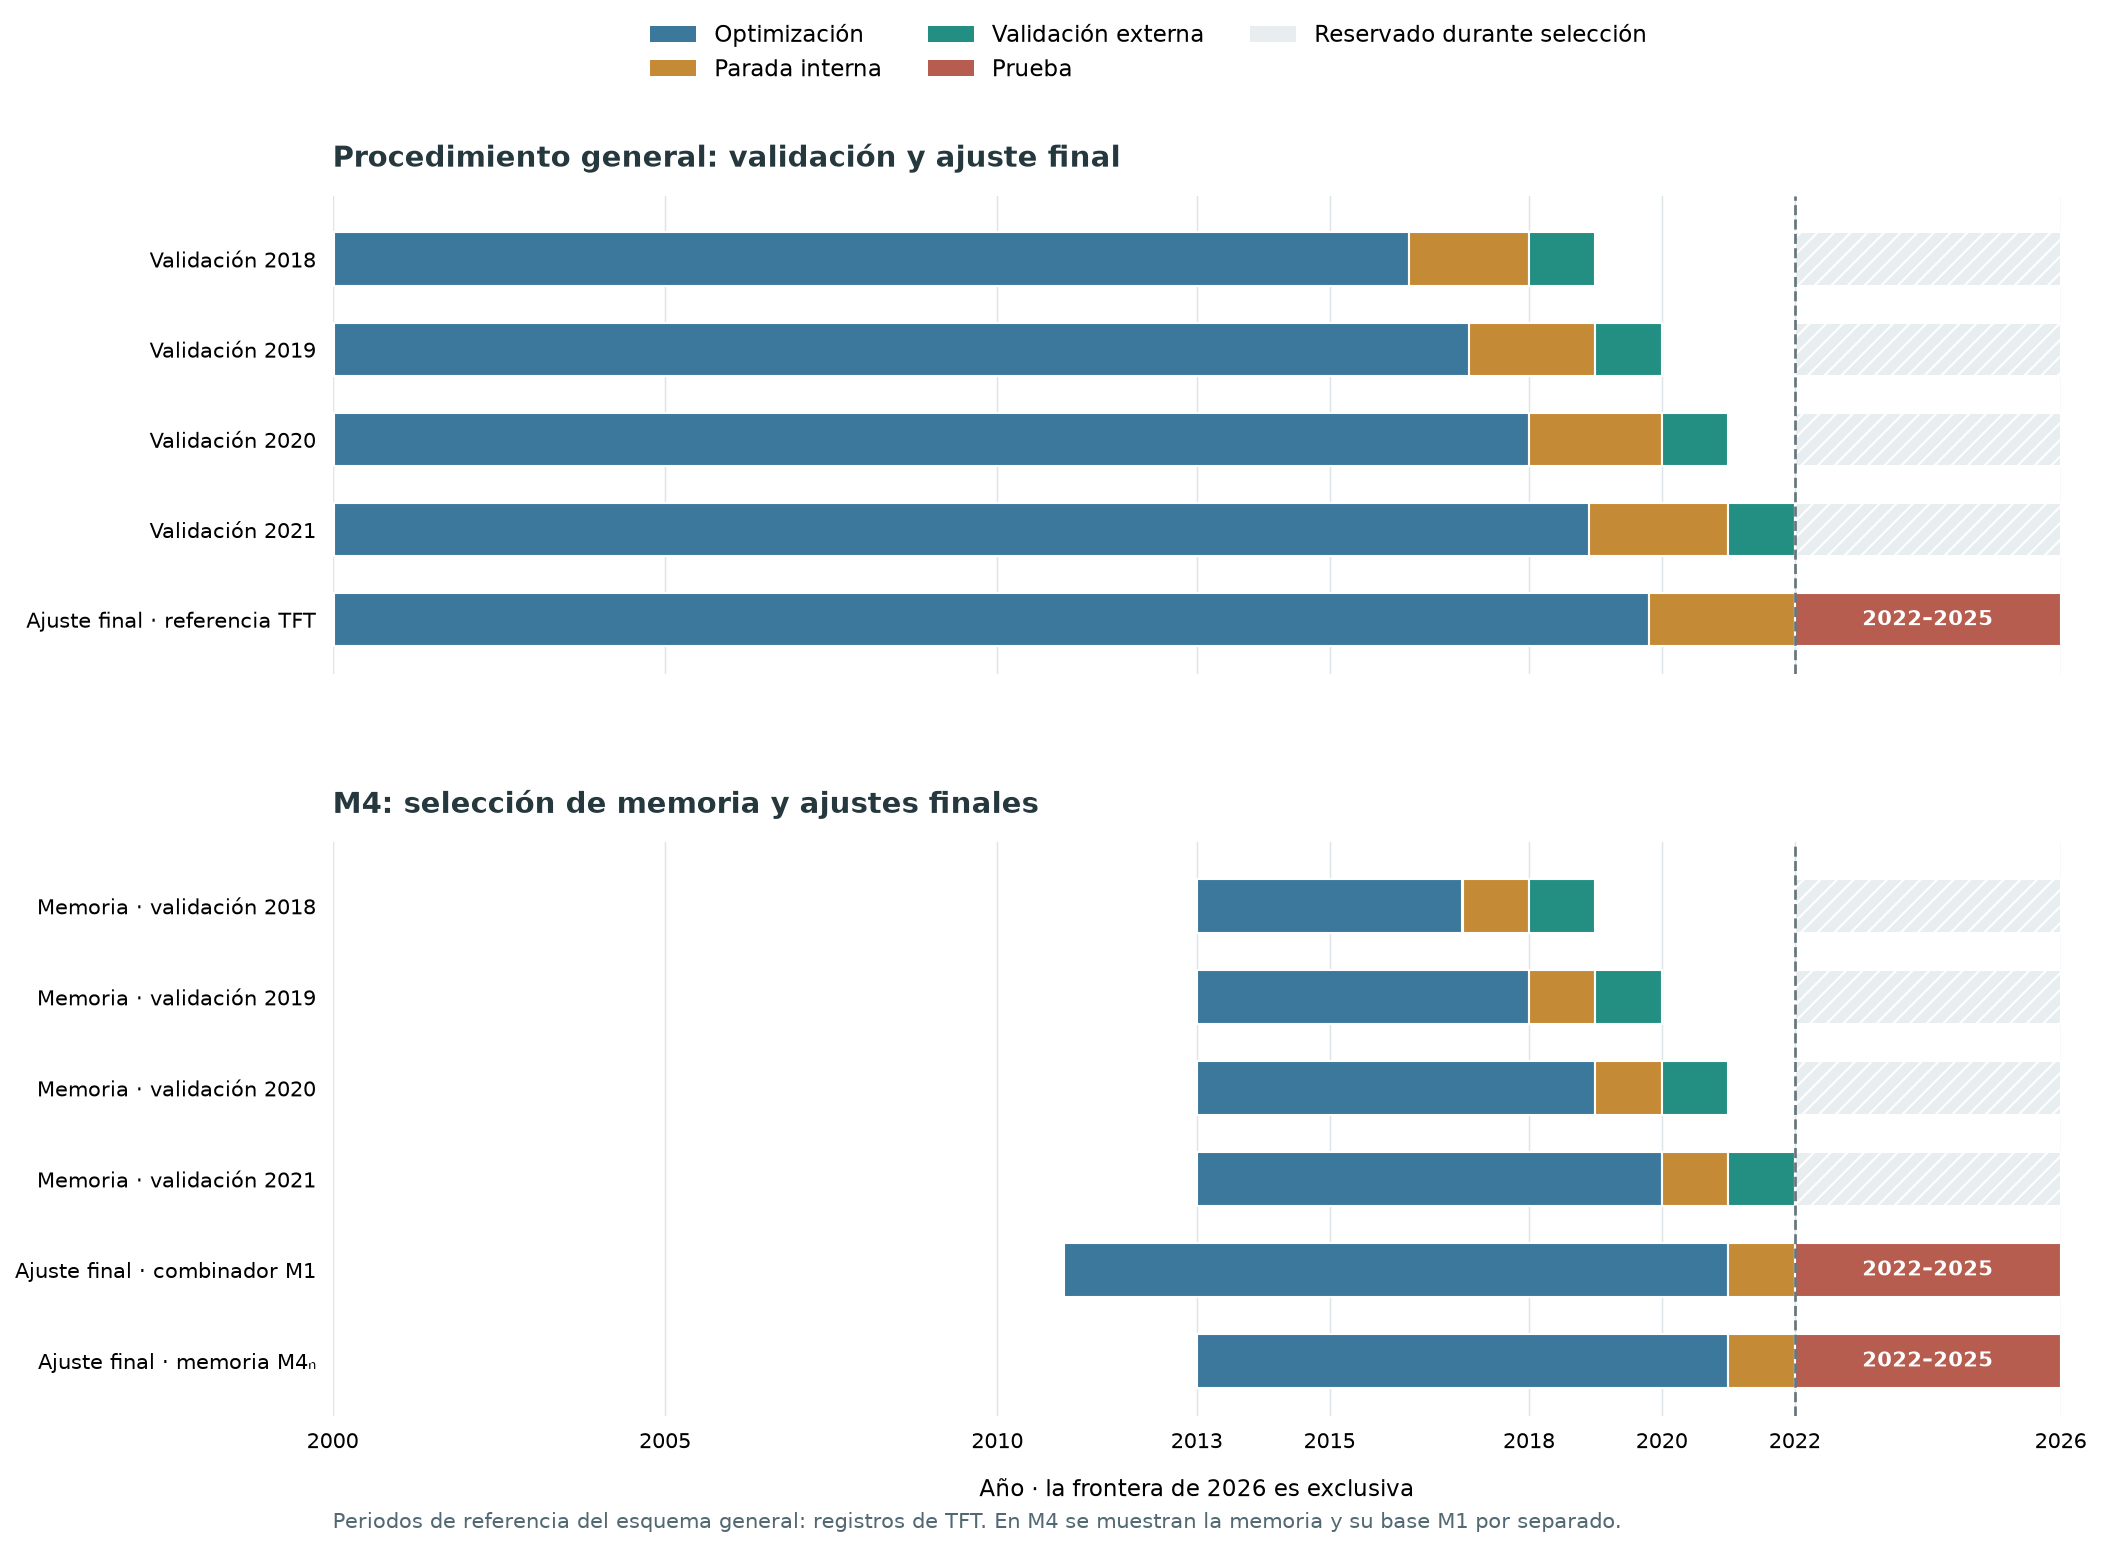 Optimización
Parada interna
Validación externa
Prueba
Reservado durante selección
Procedimiento general: validación y ajuste final
Validación 2018
Validación 2019
Validación 2020
Validación 2021
Ajuste final · referencia TFT
2022–2025
M4: selección de memoria y ajustes finales
Memoria · validación 2018
Memoria · validación 2019
Memoria · validación 2020
Memoria · validación 2021
Ajuste final · combinador M1
2022–2025
Ajuste final · memoria M4ₙ
2022–2025
2000 2005 2010 2013 2015 2018 2020 2022 2026
Año · la frontera de 2026 es exclusiva
Periodos de referencia del esquema general: registros de TFT. En M4 se muestran la memoria y su base M1 por separado.